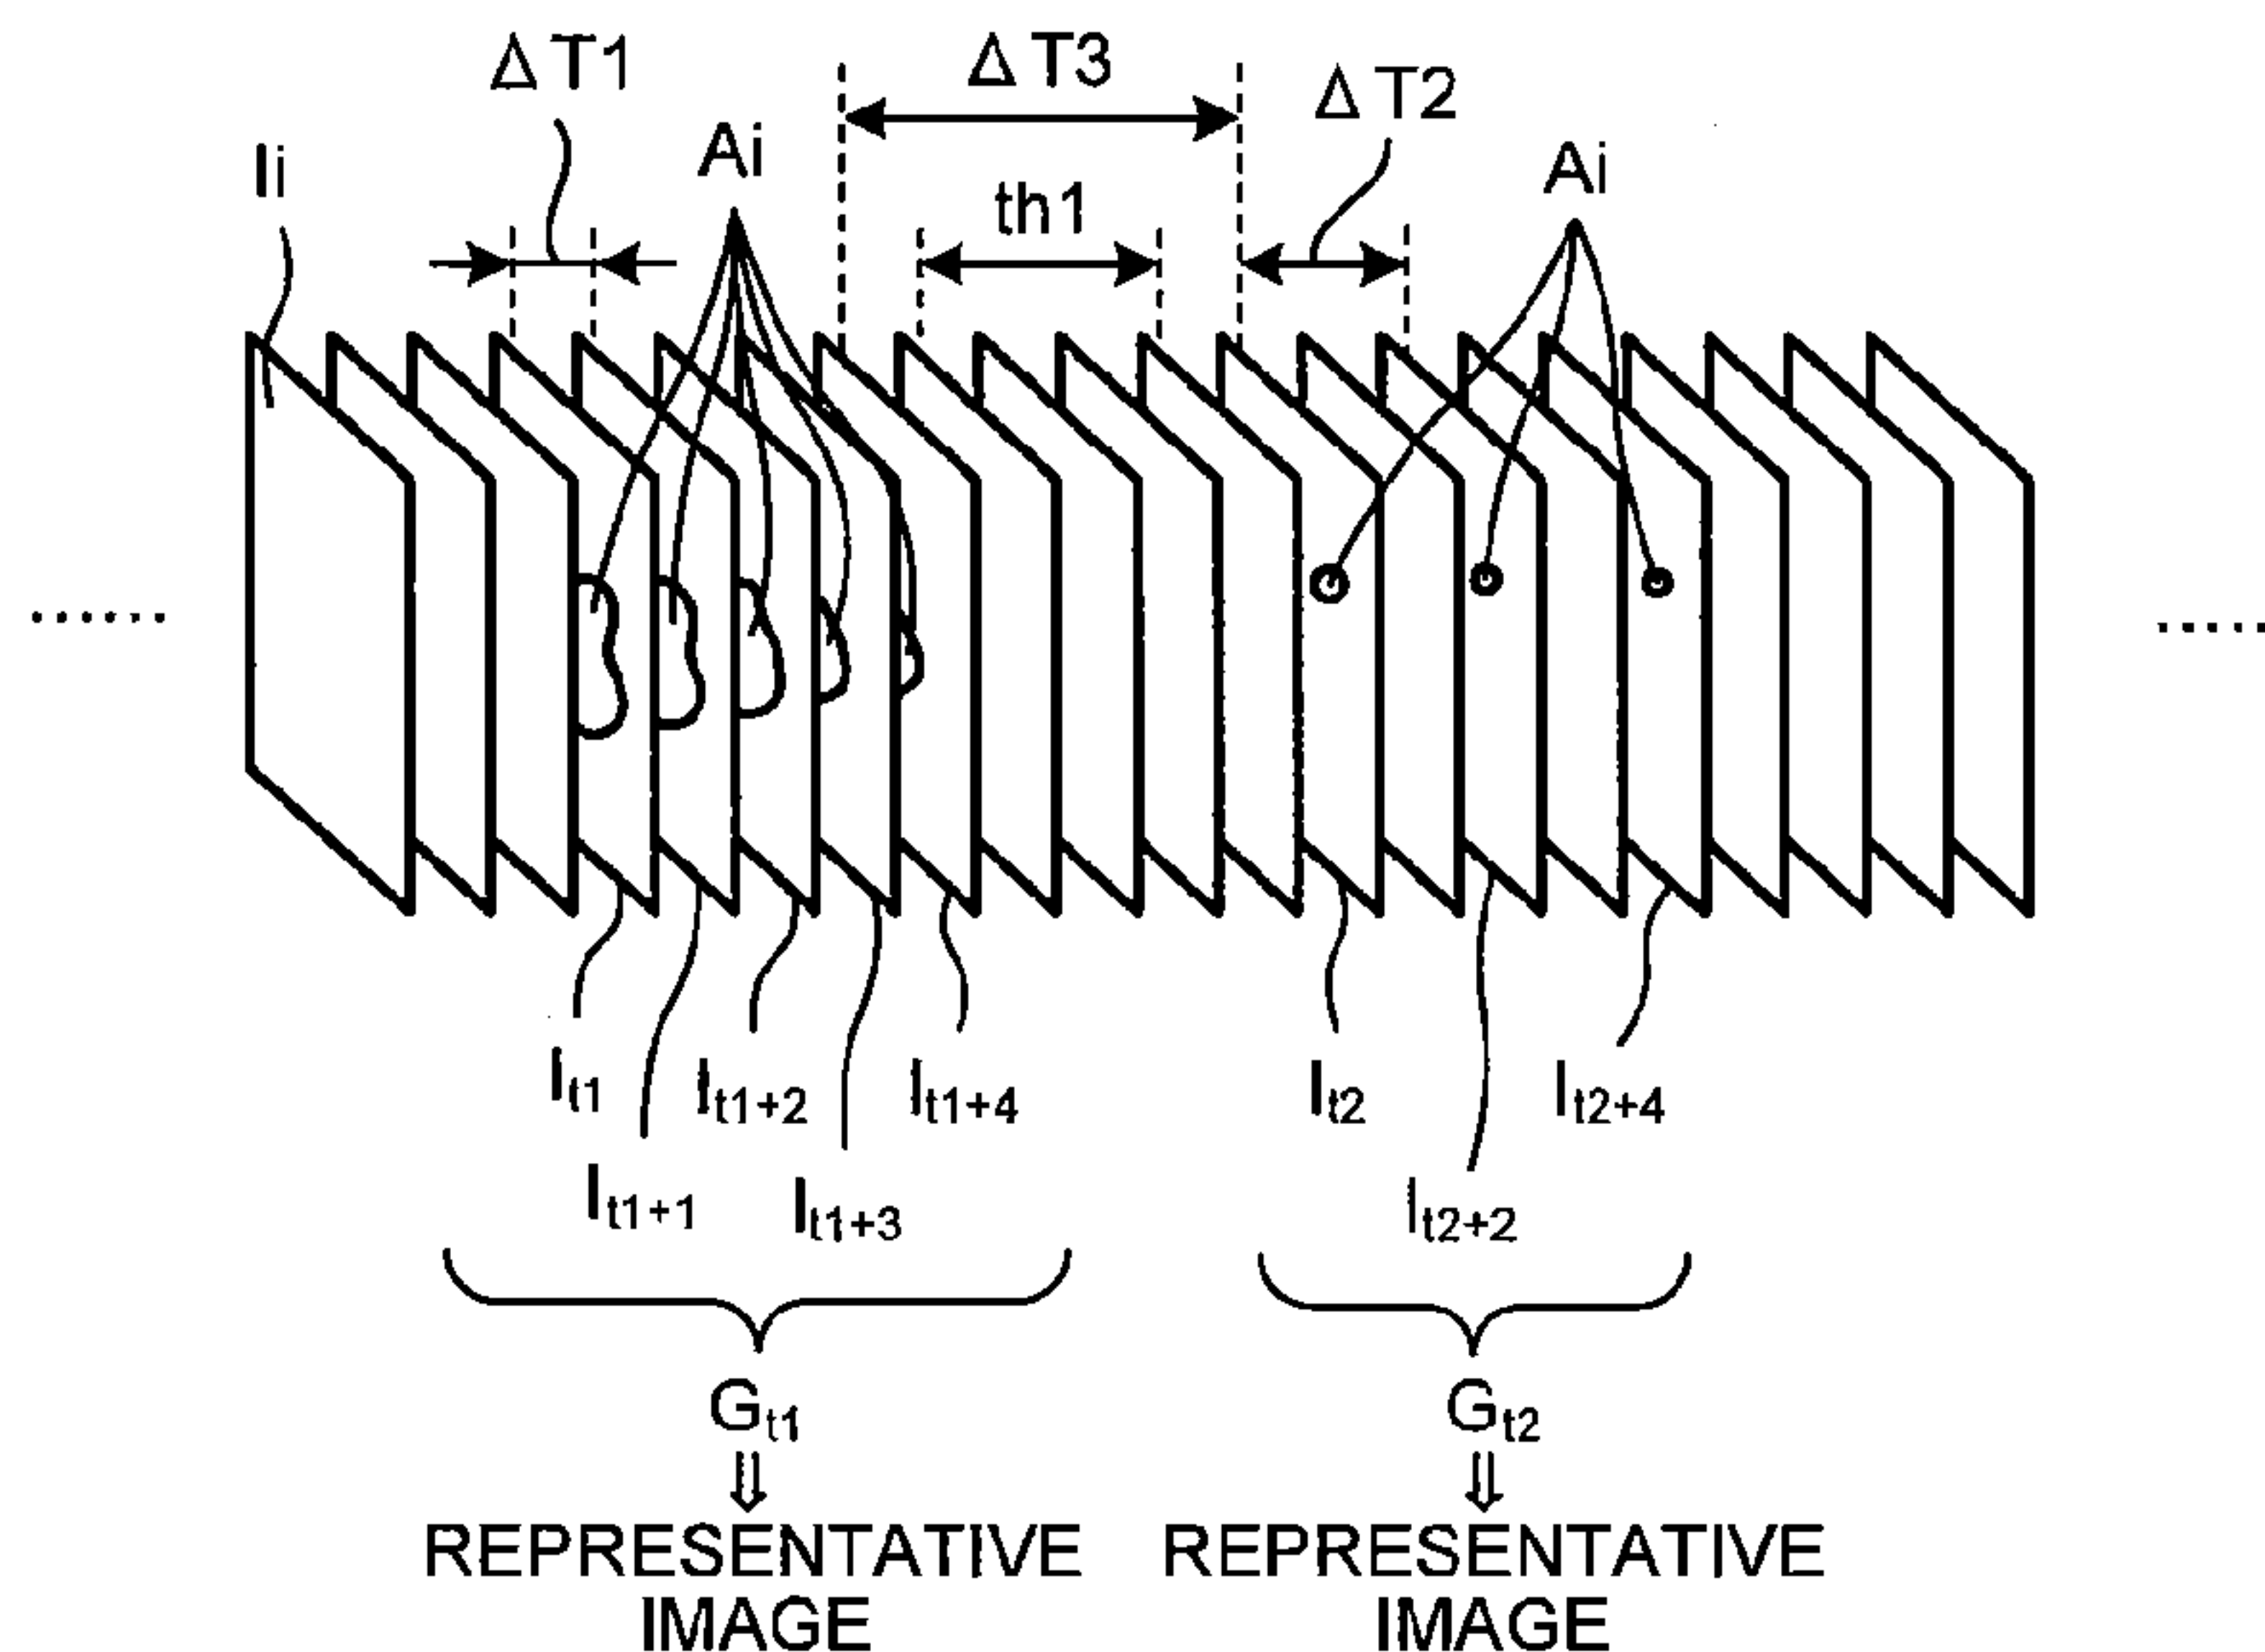 ΔT1
ΔT3
ΔT2
Ii
Ai
th1
Ai
......
.....
It1
It1+2
It1+4
It2
It2+4
It1+1
It1+3
It2+2
Gt1
Gt2
⇓
⇓
REPRESENTATIVE
IMAGE
REPRESENTATIVE
IMAGE